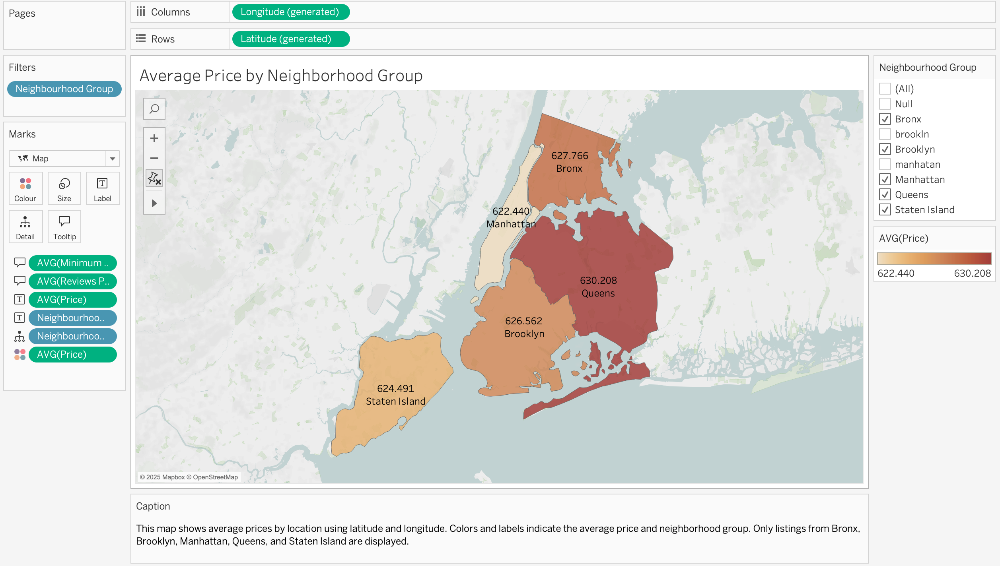 Pages
Columns
Longitude (generated)
Rows
Latitude (generated)
Filters
Neighbourhood Group
Marks
Map
Colour
Size
Label
Detail
Tooltip
AVG(Minimum ..
AVG(Reviews P..
AVG(Price)
Neighbourhoo..
Neighbourhoo..
AVG(Price)
Average Price by Neighborhood Group
627.766
Bronx
622.440
Manhattan
630.208
Queens
626.562
Brooklyn
624.491
Staten Island
© 2025 Mapbox © OpenStreetMap
Neighbourhood Group
(All)
Null
Bronx
brookln
Brooklyn
manhatan
Manhattan
Queens
Staten Island
AVG(Price)
622.440 630.208
Caption
This map shows average prices by location using latitude and longitude. Colors and labels indicate the average price and neighborhood group. Only listings from Bronx,
Brooklyn, Manhattan, Queens, and Staten Island are displayed.